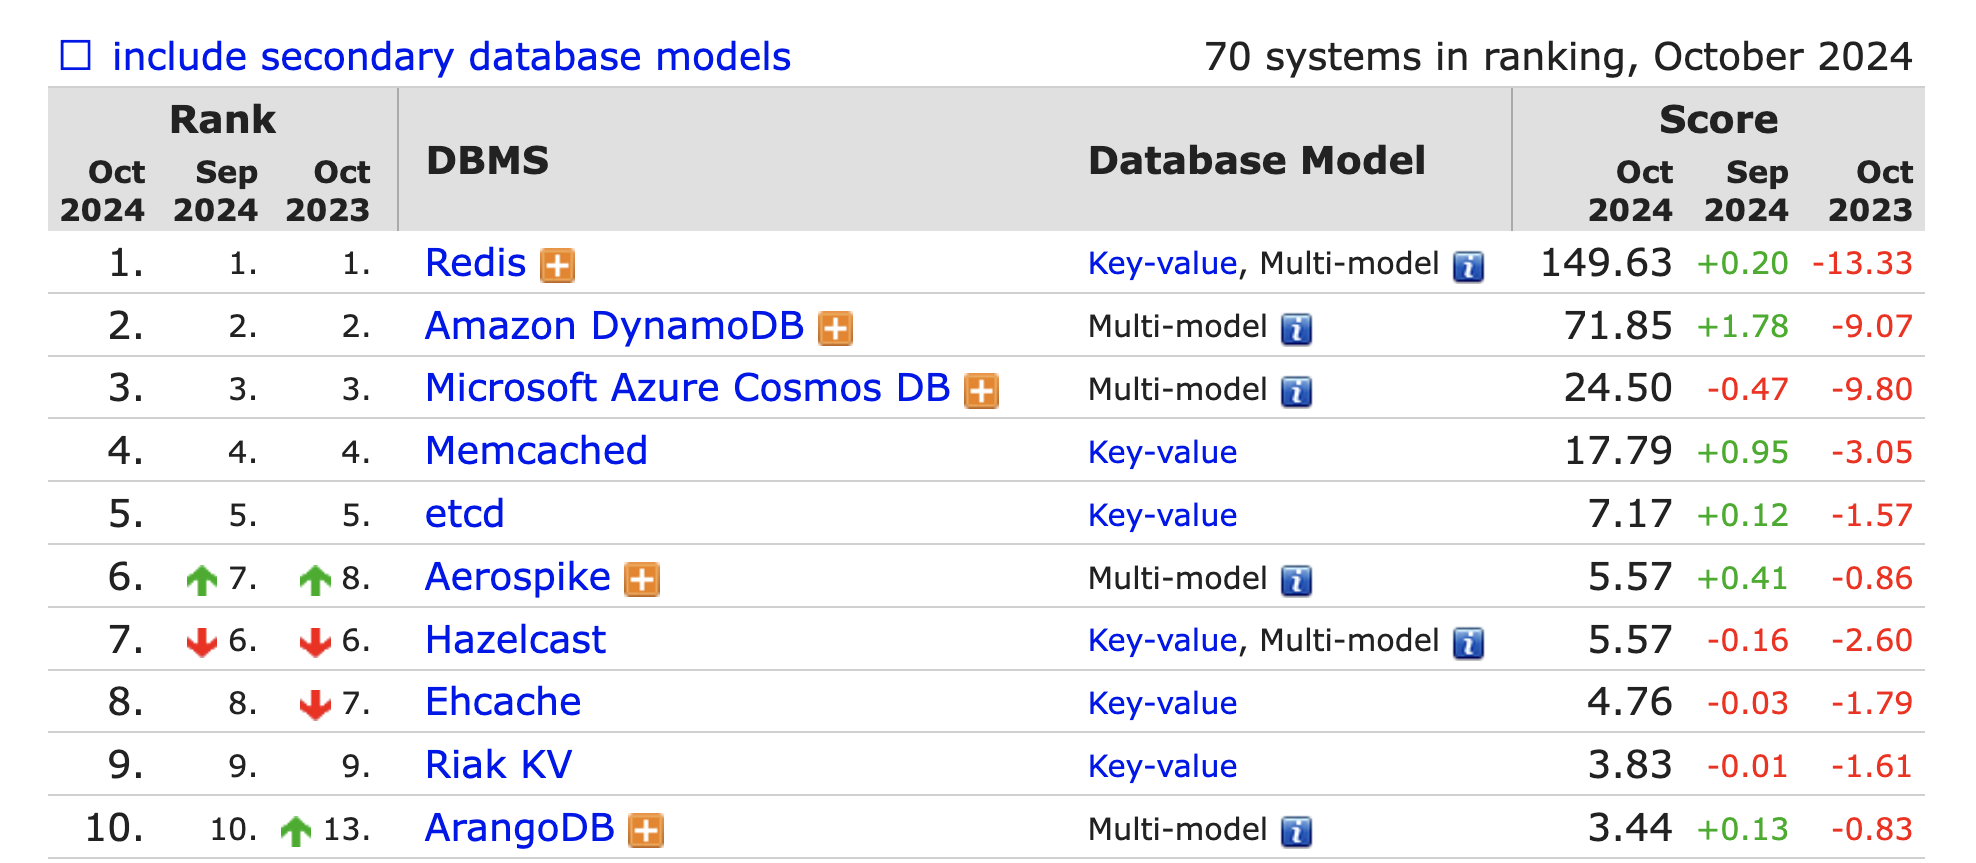 include secondary database models 70 systems in ranking, October 2024
Rank DBMS Database Model Score
Oct 2024 Sep 2024 Oct 2023 Oct 2024 Sep 2024 Oct 2023
1. 1. 1. Redis Key-value, Multi-model 149.63 +0.20 -13.33
2. 2. 2. Amazon DynamoDB Multi-model 71.85 +1.78 -9.07
3. 3. 3. Microsoft Azure Cosmos DB Multi-model 24.50 -0.47 -9.80
4. 4. 4. Memcached Key-value 17.79 +0.95 -3.05
5. 5. 5. etcd Key-value 7.17 +0.12 -1.57
6. 7. 8. Aerospike Multi-model 5.57 +0.41 -0.86
7. 6. 6. Hazelcast Key-value, Multi-model 5.57 -0.16 -2.60
8. 8. 7. Ehcache Key-value 4.76 -0.03 -1.79
9. 9. 9. Riak KV Key-value 3.83 -0.01 -1.61
10. 10. 13. ArangoDB Multi-model 3.44 +0.13 -0.83